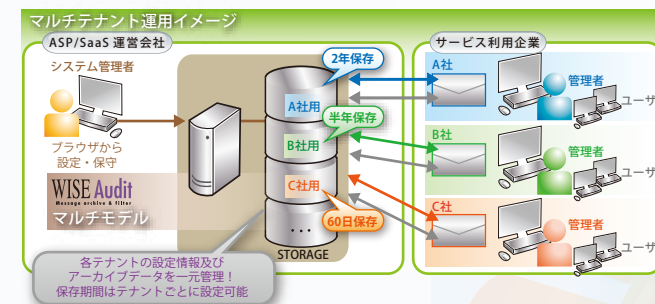 マルチテナント運用イメージ
ASP/SaaS 運営会社
システム管理者
ブラウザから
設定・保守
WISE Audit
Message archive & filter
マルチモデル
2年保存
A社用
半年保存
B社用
C社用
60日保存
...
STORAGE
各テナントの設定情報及び
アーカイブデータを一元管理！
保存期間はテナントごとに設定可能
サービス利用企業
A社
管理者
ユーザ
B社
管理者
ユーザ
C社
管理者
ユーザ